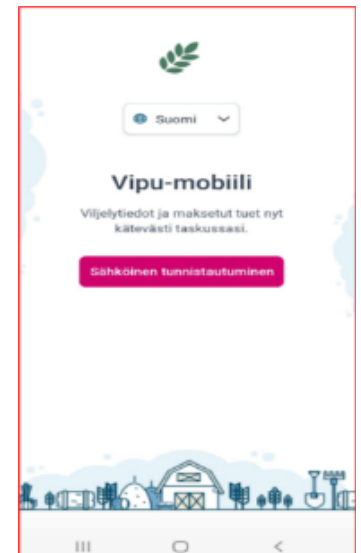 Suomi
Vipu-mobiili
Viljelytiedot ja maksetut tuet nyt
kätevästi taskussasi.
Sähköinen tunnistautuminen